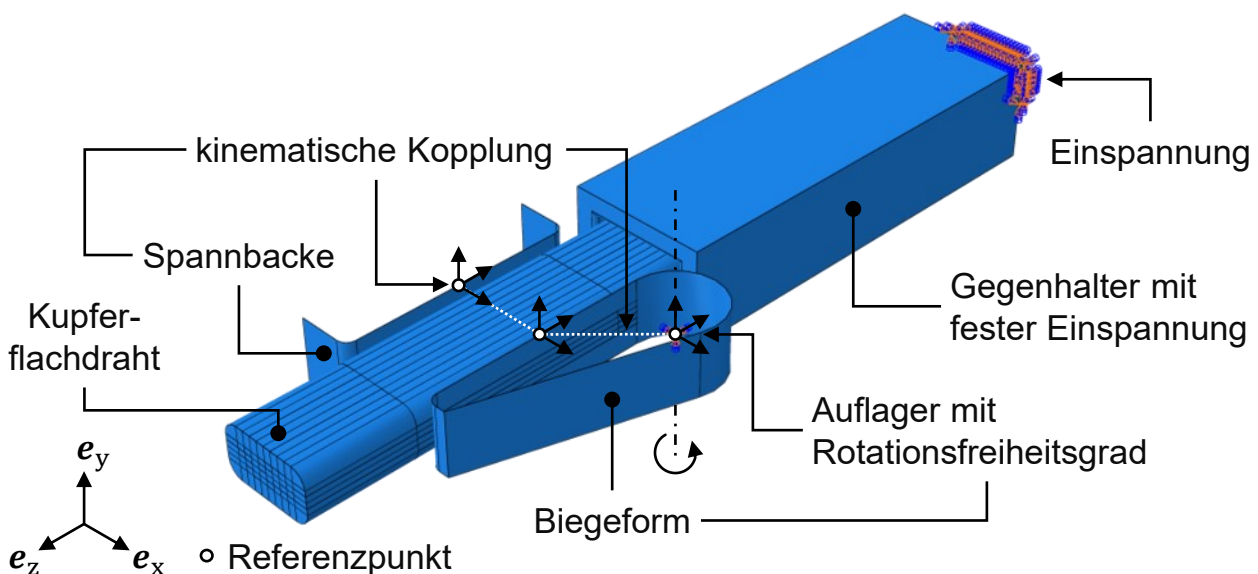 kinematische Kopplung
Einspannung
Spannbacke
Kupfer-
flachdraht
Gegenhalter mit
fester Einspannung
Auflager mit
Rotationsfreiheitsgrad
Biegeform
e_y
e_z
e_x
Referenzpunkt